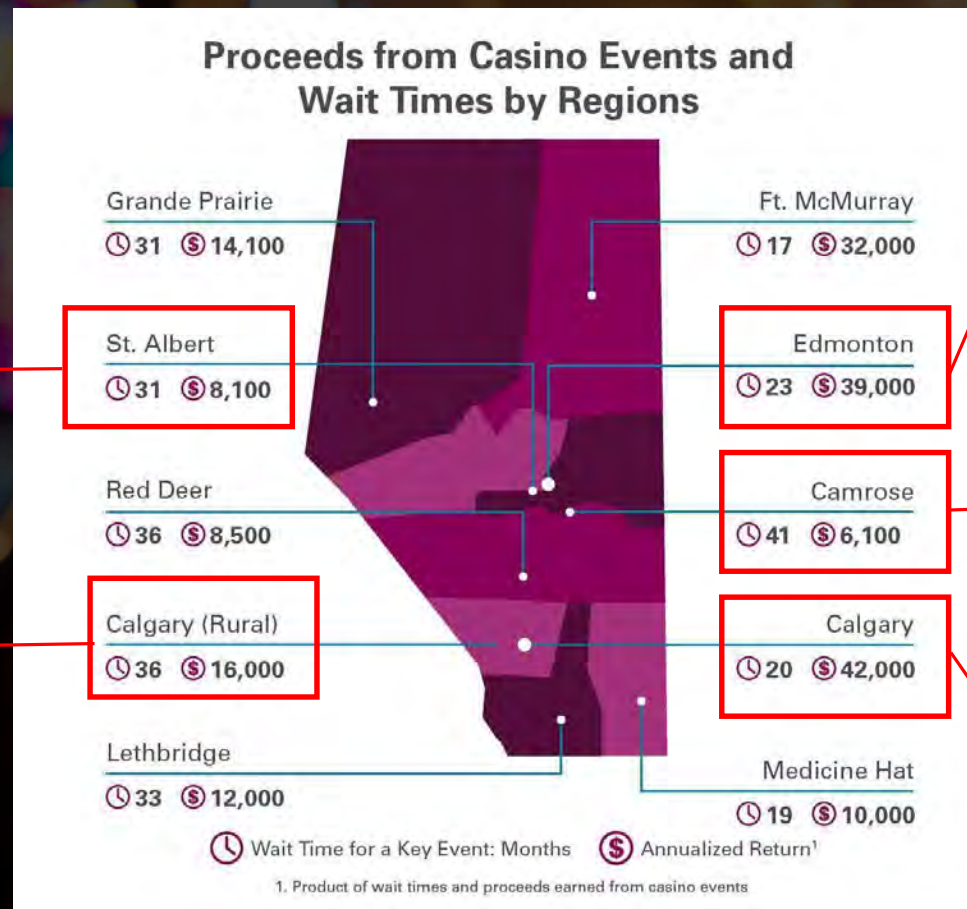 Proceeds from Casino Events and
Wait Times by Regions
Grande Prairie
31 $ 14,100
Ft. McMurray
17 $ 32,000
St. Albert
31 $ 8,100
Edmonton
23 $ 39,000
Red Deer
36 $ 8,500
Camrose
41 $ 6,100
Calgary (Rural)
36 $ 16,000
Calgary
20 $ 42,000
Lethbridge
33 $ 12,000
Medicine Hat
19 $ 10,000
Wait Time for a Key Event: Months $ Annualized Return¹
1. Product of wait times and proceeds earned from casino events